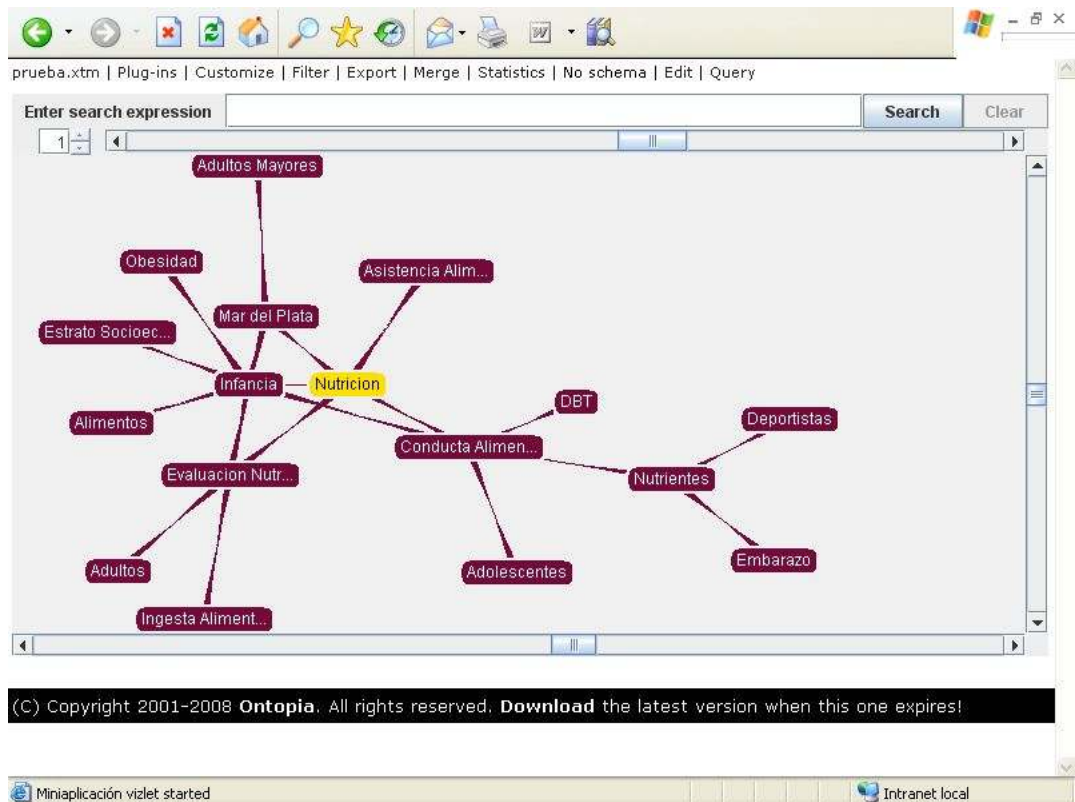 prueba.xtm | Plug-ins | Customize | Filter | Export | Merge | Statistics | No schema | Edit | Query
Enter search expression Search Clear
1
Adultos Mayores
Obesidad
Asistencia Alim...
Mar del Plata
Estrato Socioec...
Infancia
Nutricion
DBT
Alimentos
Deportistas
Conducta Alimen...
Evaluacion Nutr...
Nutrientes
Embarazo
Adultos
Adolescentes
Ingesta Aliment...
(C) Copyright 2001-2008 Ontopia. All rights reserved. Download the latest version when this one expires!
Miniaplicación vizlet started Intranet local